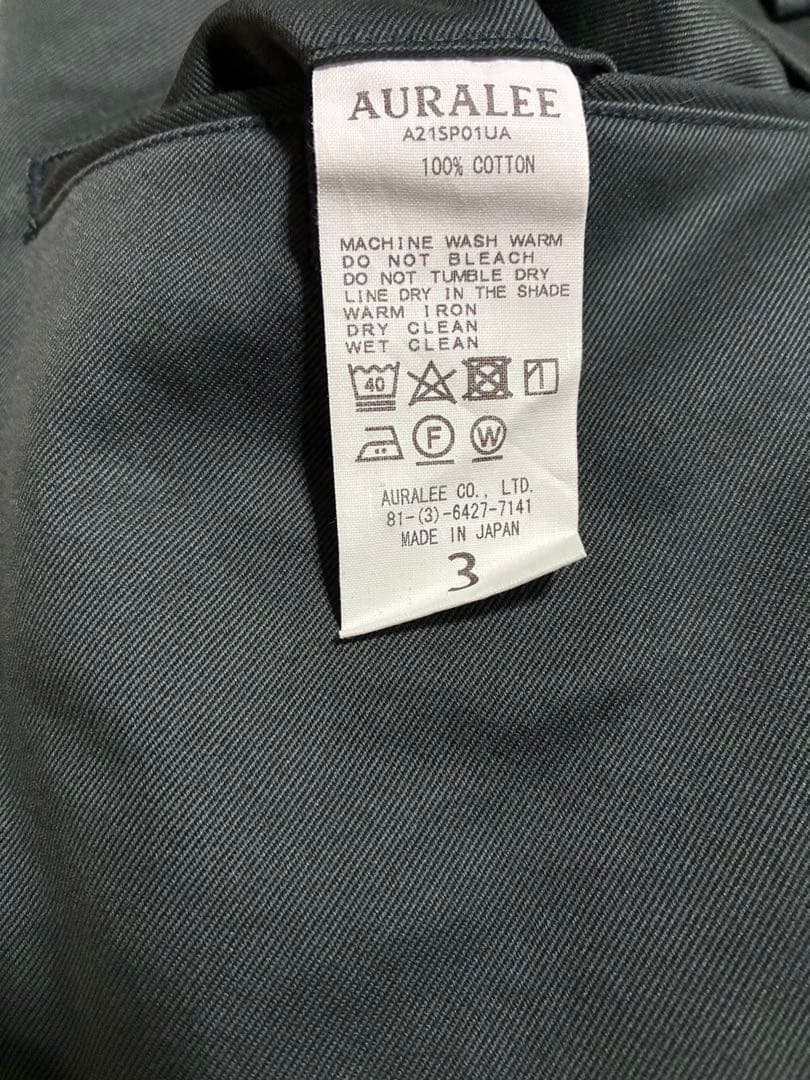 AURALEE
A21SP01UA
100% COTTON
MACHINE WASH WARM
DO NOT BLEACH
DO NOT TUMBLE DRY
LINE DRY IN THE SHADE
WARM IRON
DRY CLEAN
WET CLEAN
40
F W
AURALEE CO., LTD.
81-(3)-6427-7141
MADE IN JAPAN
3